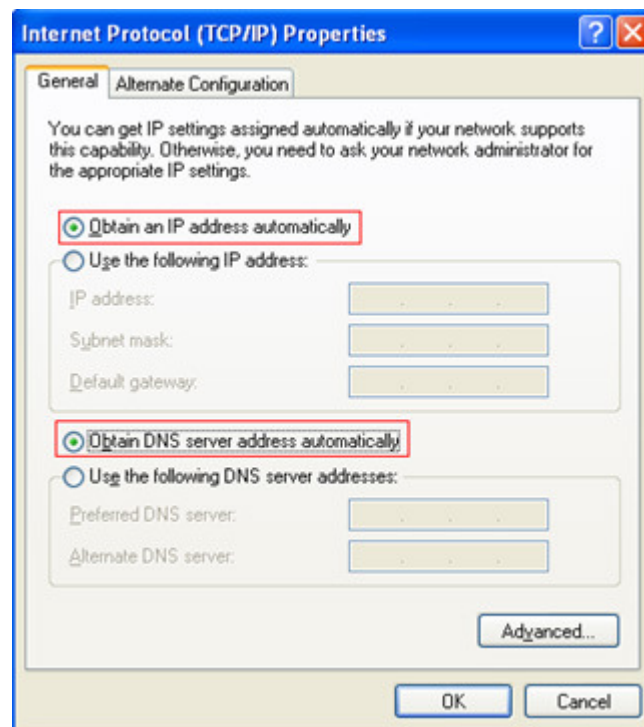 Internet Protocol (TCP/IP) Properties
General
Alternate Configuration
You can get IP settings assigned automatically if your network supports
this capability. Otherwise, you need to ask your network administrator for
the appropriate IP settings.
Obtain an IP address automatically
Use the following IP address:
IP address:
Subnet mask:
Default gateway:
Obtain DNS server address automatically
Use the following DNS server addresses:
Preferred DNS server:
Alternate DNS server:
Advanced...
OK
Cancel